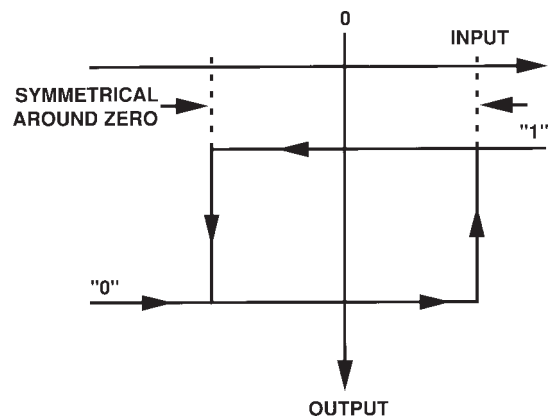 0
INPUT
SYMMETRICAL
AROUND ZERO
"1"
"0"
OUTPUT